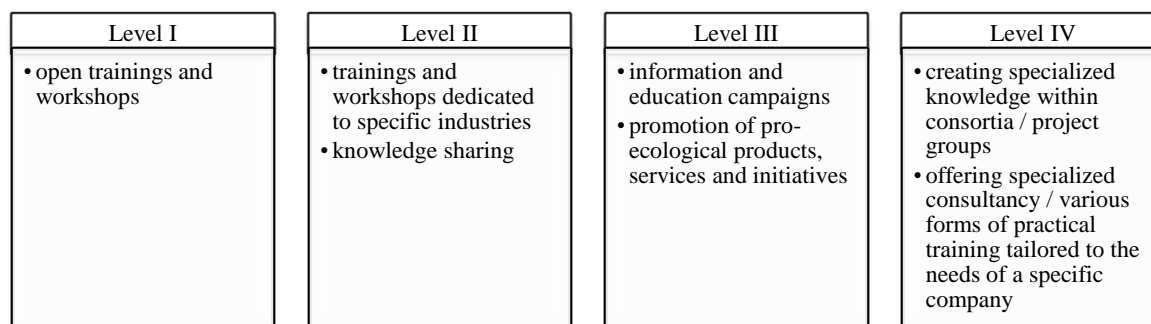 Level I
• open trainings and
workshops
Level II
• trainings and
workshops dedicated
to specific industries
• knowledge sharing
Level III
• information and
education campaigns
• promotion of pro-
ecological products,
services and initiatives
Level IV
• creating specialized
knowledge within
consortia / project
groups
• offering specialized
consultancy / various
forms of practical
training tailored to the
needs of a specific
company